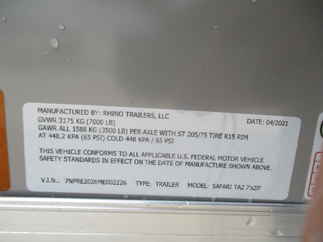 MANUFACTURED BY: RHINO TRAILERS, LLC DATE: 04/2021
GVWR 3175 KG (7000 LB)
GAWR ALL 1588 KG (3500 LB) PER AXLE WITH ST 205/75 TIRE R15 RIM
AT 448.2 KPA (65 PSI) COLD 448 KPA / 65 PSI
THIS VEHICLE CONFORMS TO ALL APPLICABLE U.S. FEDERAL MOTOR VEHICLE
SAFETY STANDARDS IN EFFECT ON THE DATE OF MANUFACTURE SHOWN ABOVE.
V.I.N.: TYPE: TRAILER MODEL: SAFARI